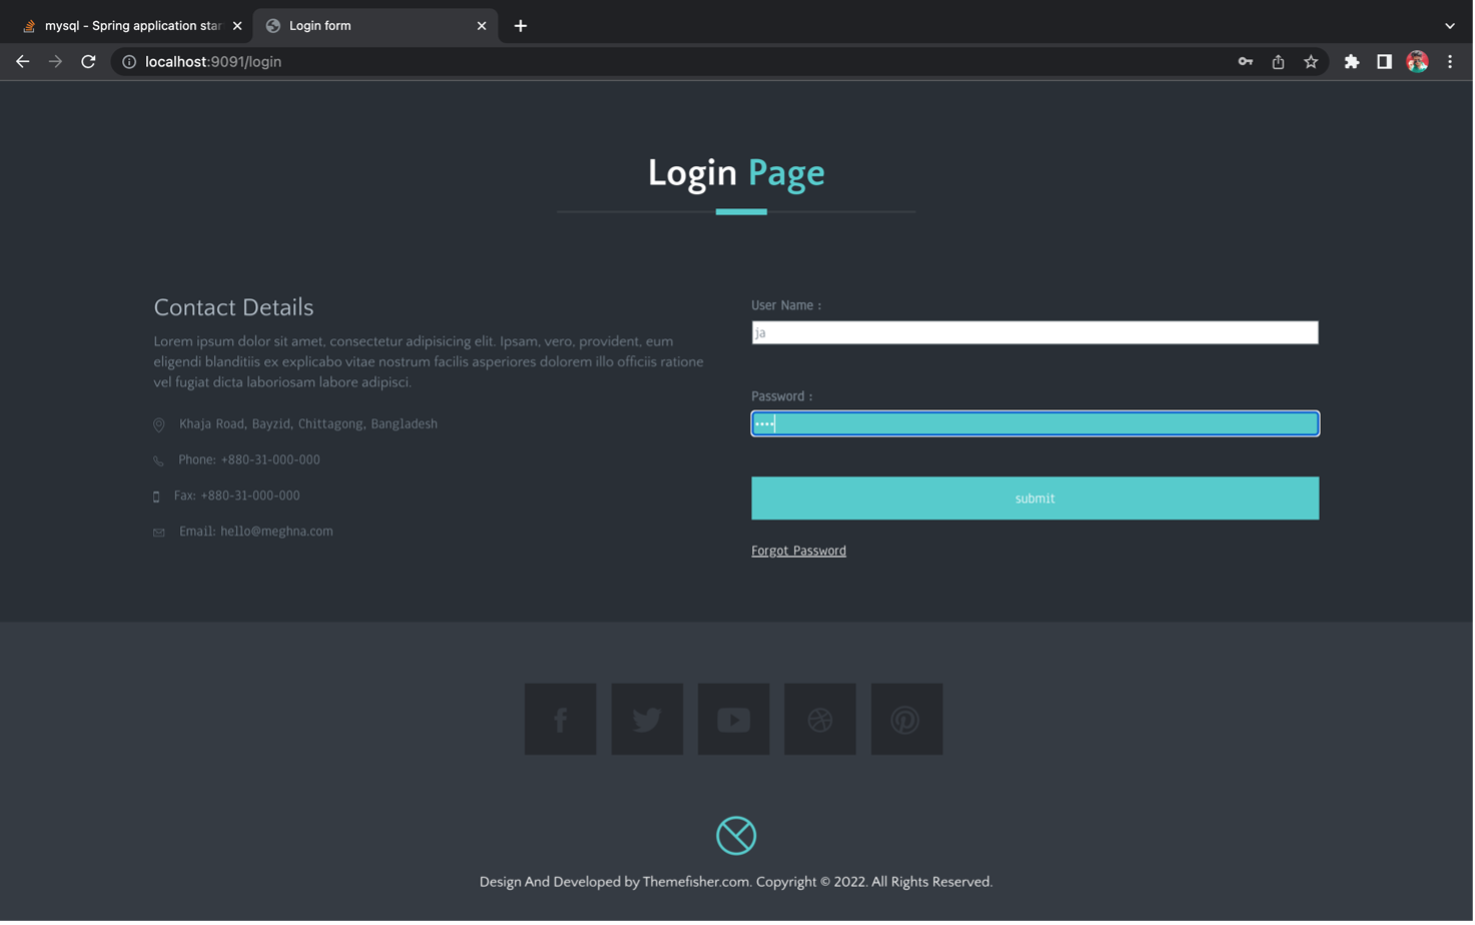 mysql - Spring application star
Login form
localhost:9091/login
Login Page
Contact Details
Lorem ipsum dolor sit amet, consectetur adipisicing elit. Ipsam, vero, provident, eum
eligendi blanditiis ex explicabo vitae nostrum facilis asperiores dolorem illo officiis ratione
vel fugiat dicta laboriosam labore adipisci.
Khaja Road, Bayzid, Chittagong, Bangladesh
Phone: +880-31-000-000
Fax: +880-31-000-000
Email: hello@meghna.com
User Name :
ja
Password :
••••
submit
Forgot Password
Design And Developed by Themefisher.com. Copyright © 2022. All Rights Reserved.